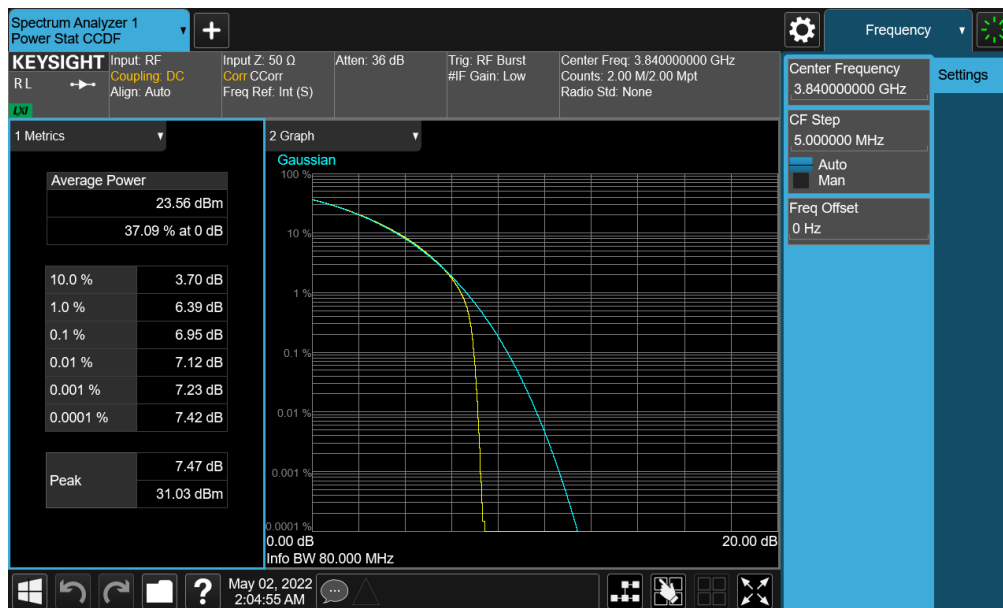 Spectrum Analyzer 1
Power Stat CCDF
+
Frequency
KEYSIGHT
R L
LXI
Input: RF
Coupling: DC
Align: Auto
Input Z: 50 Ω
Corr CCorr
Freq Ref: Int (S)
Atten: 36 dB
Trig: RF Burst
#IF Gain: Low
Center Freq: 3.840000000 GHz
Counts: 2.00 M/2.00 Mpt
Radio Std: None
Center Frequency
3.840000000 GHz
Settings
CF Step
5.000000 MHz
Auto
Man
Freq Offset
0 Hz
1 Metrics
Average Power
23.56 dBm
37.09 % at 0 dB
10.0 % 3.70 dB
1.0 % 6.39 dB
0.1 % 6.95 dB
0.01 % 7.12 dB
0.001 % 7.23 dB
0.0001 % 7.42 dB
Peak
7.47 dB
31.03 dBm
2 Graph
Gaussian
100 %
10 %
1 %
0.1 %
0.01 %
0.001 %
0.0001 %
0.00 dB 20.00 dB
Info BW 80.000 MHz
?
May 02, 2022
2:04:55 AM